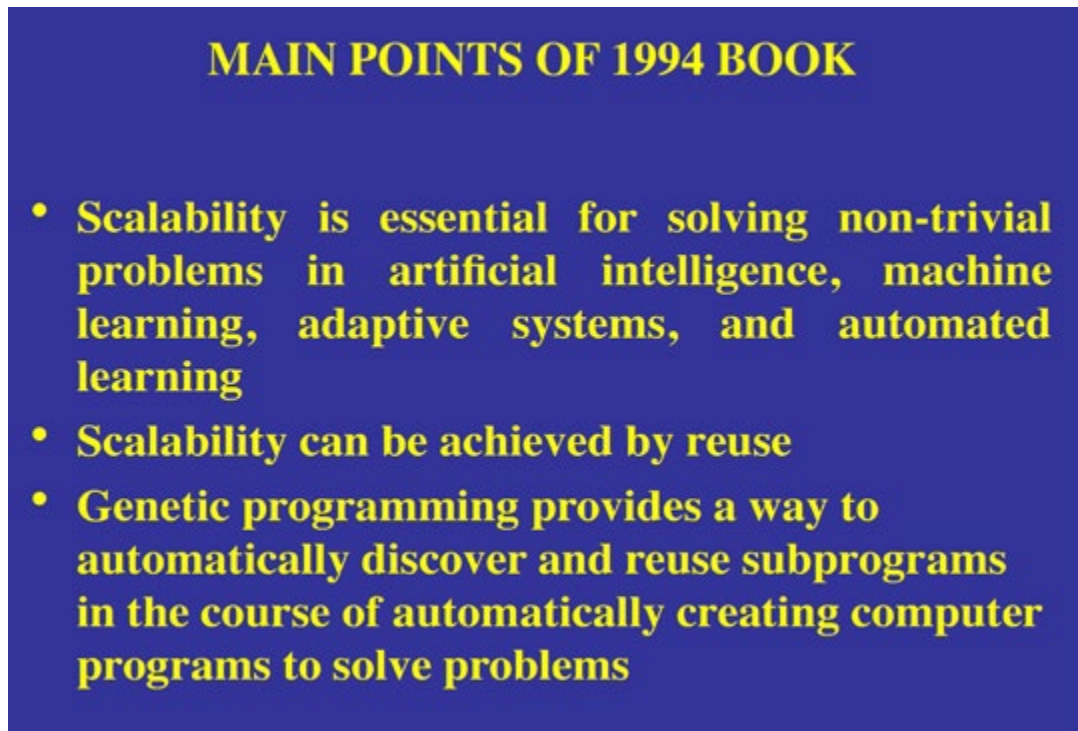 MAIN POINTS OF 1994 BOOK
• Scalability is essential for solving non-trivial
problems in artificial intelligence, machine
learning, adaptive systems, and automated
learning
• Scalability can be achieved by reuse
• Genetic programming provides a way to
automatically discover and reuse subprograms
in the course of automatically creating computer
programs to solve problems